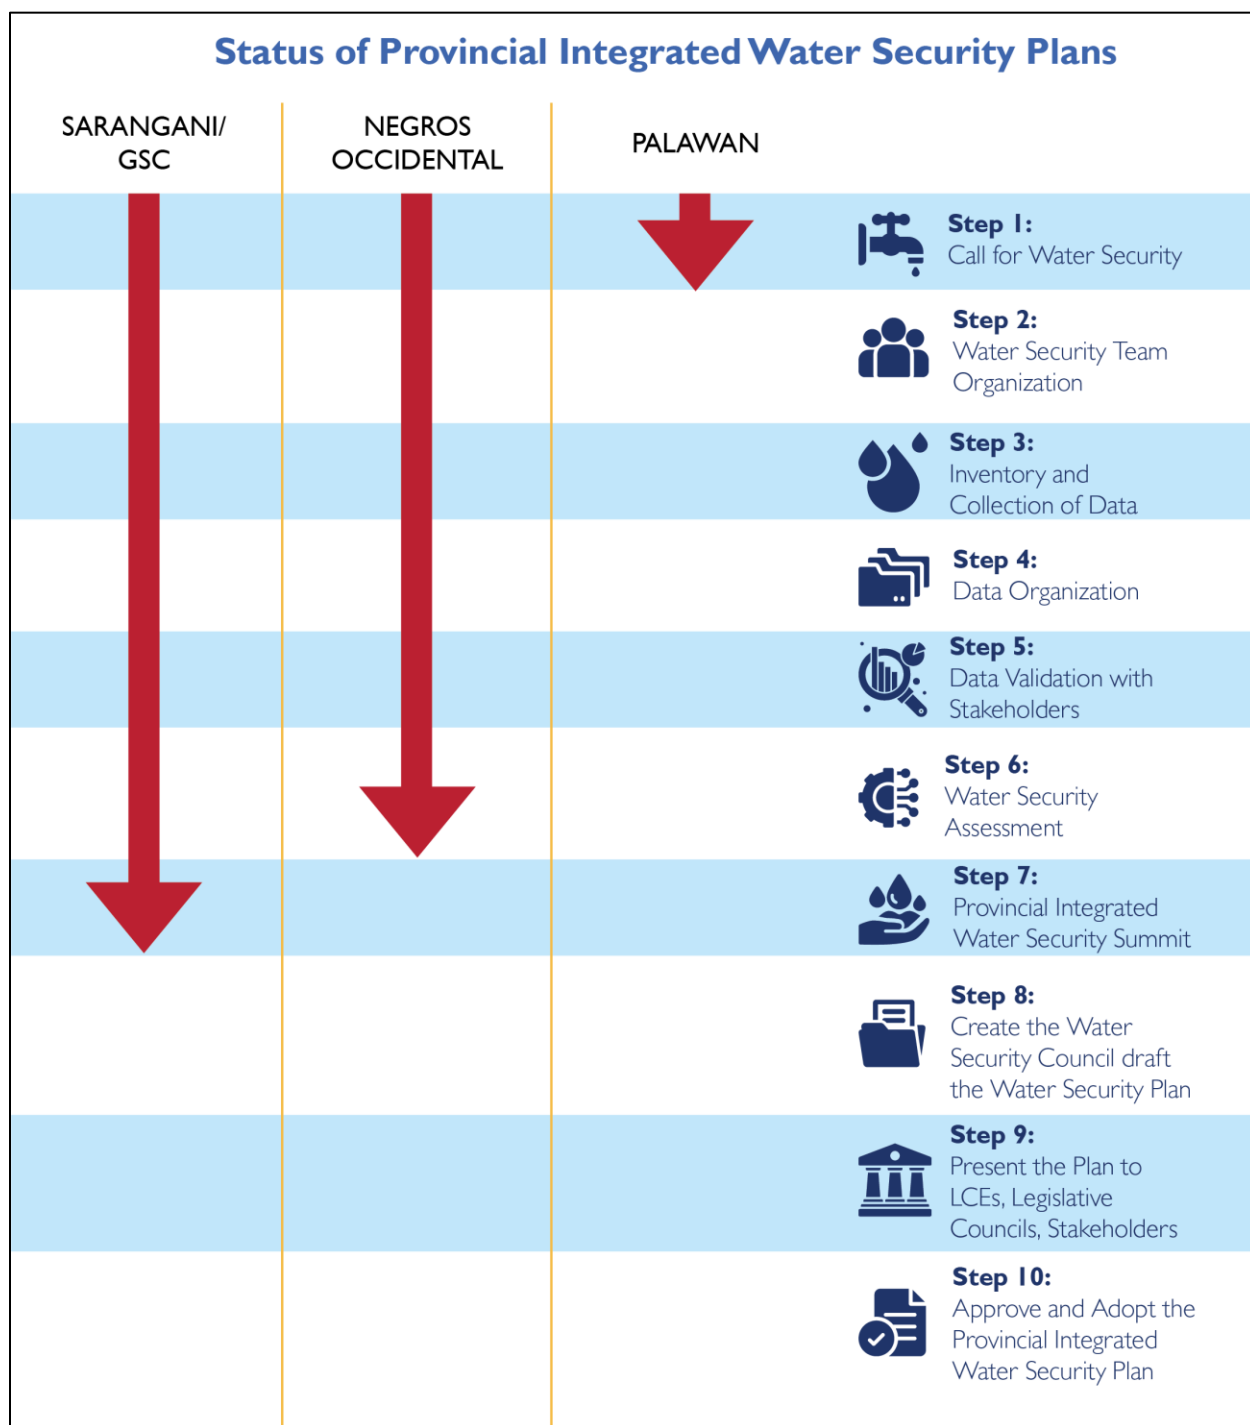 Status of Provincial Integrated Water Security Plans
SARANGANI/
GSC
NEGROS
OCCIDENTAL
PALAWAN
Step 1:
Call for Water Security
Step 2:
Water Security Team
Organization
Step 3:
Inventory and
Collection of Data
Step 4:
Data Organization
Step 5:
Data Validation with
Stakeholders
Step 6:
Water Security
Assessment
Step 7:
Provincial Integrated
Water Security Summit
Step 8:
Create the Water
Security Council draft
the Water Security Plan
Step 9:
Present the Plan to
LCEs, Legislative
Councils, Stakeholders
Step 10:
Approve and Adopt the
Provincial Integrated
Water Security Plan